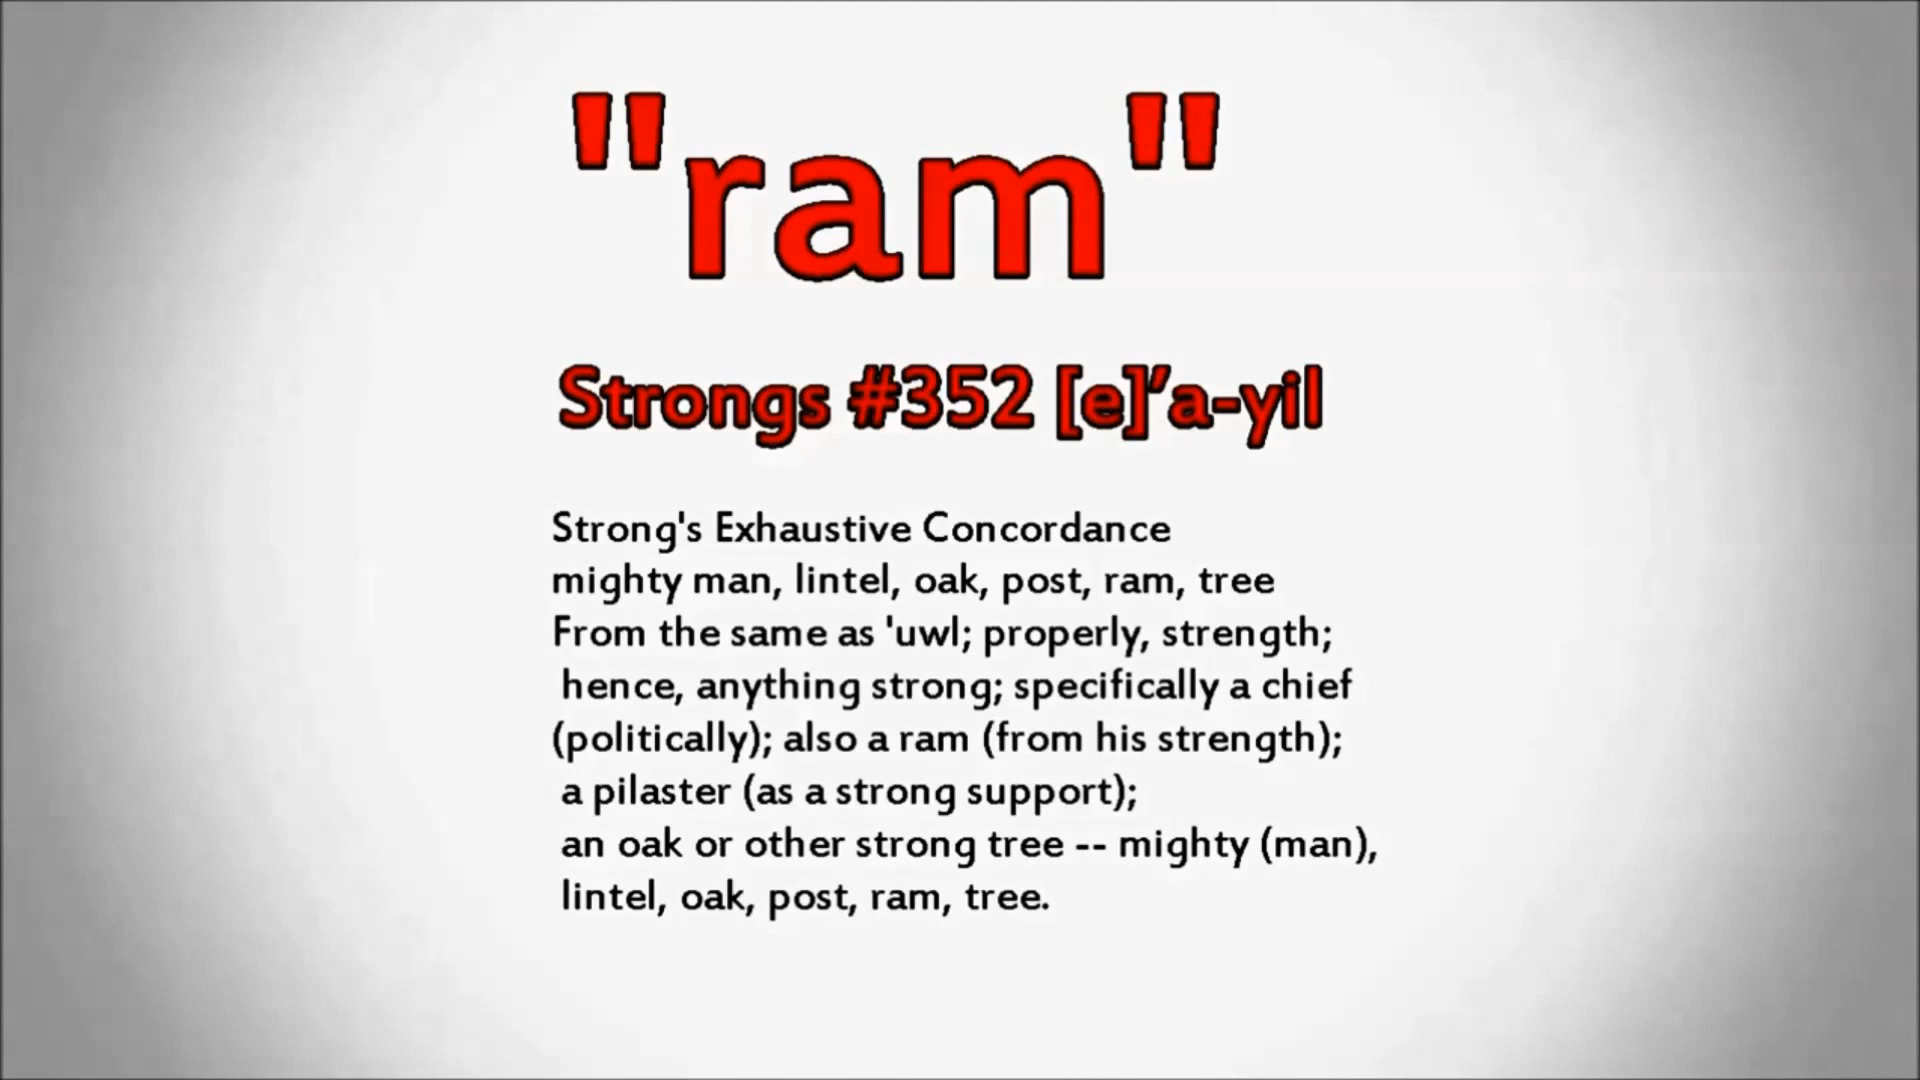 "ram"
Strongs #352 [e]’a-yil
Strong's Exhaustive Concordance
mighty man, lintel, oak, post, ram, tree
From the same as 'uwl; properly, strength;
hence, anything strong; specifically a chief
(politically); also a ram (from his strength);
a pilaster (as a strong support);
an oak or other strong tree -- mighty (man),
lintel, oak, post, ram, tree.